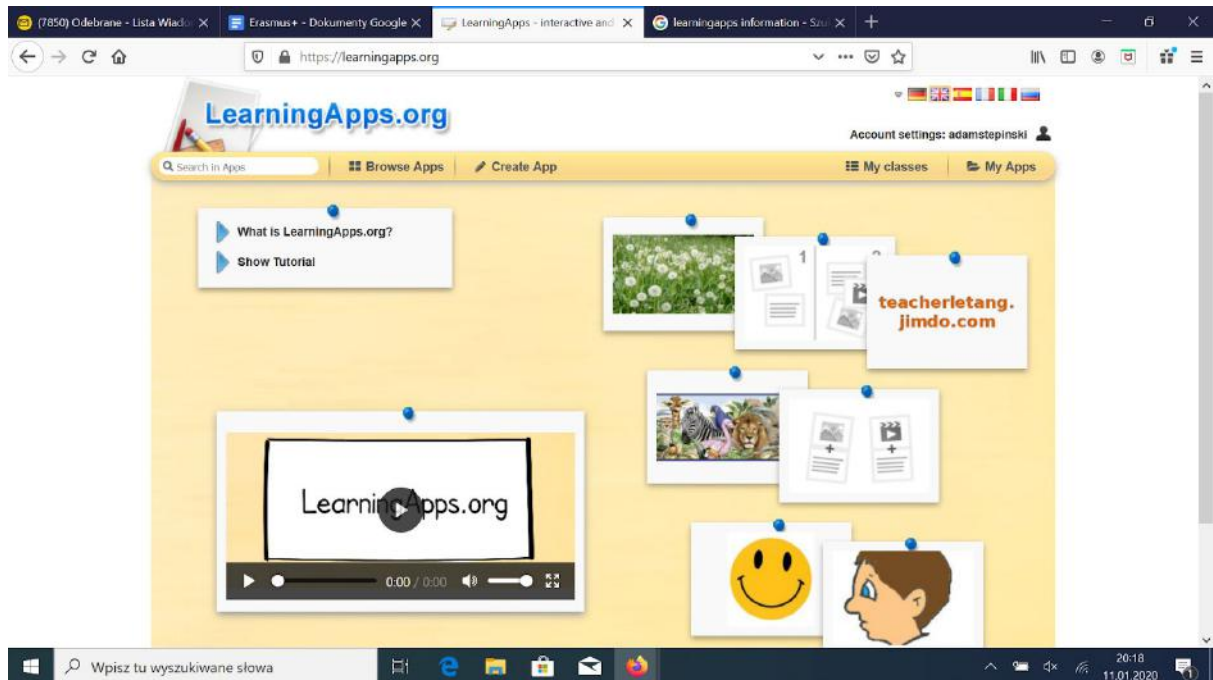 (7850) Odebrane - Lista Wiado
Erasmus+ - Dokumenty Google
LearningApps - interactive and
learningapps information - Szu
https://learningapps.org
LearningApps.org
Account settings: adamstepinski
Search in Apps
Browse Apps
Create App
My classes
My Apps
What is LearningApps.org?
Show Tutorial
1
2
teacherletang.
jimdo.com
LearningApps.org
0:00 / 0:00
Wpisz tu wyszukiwane słowa
20:18
11.01.2020
1